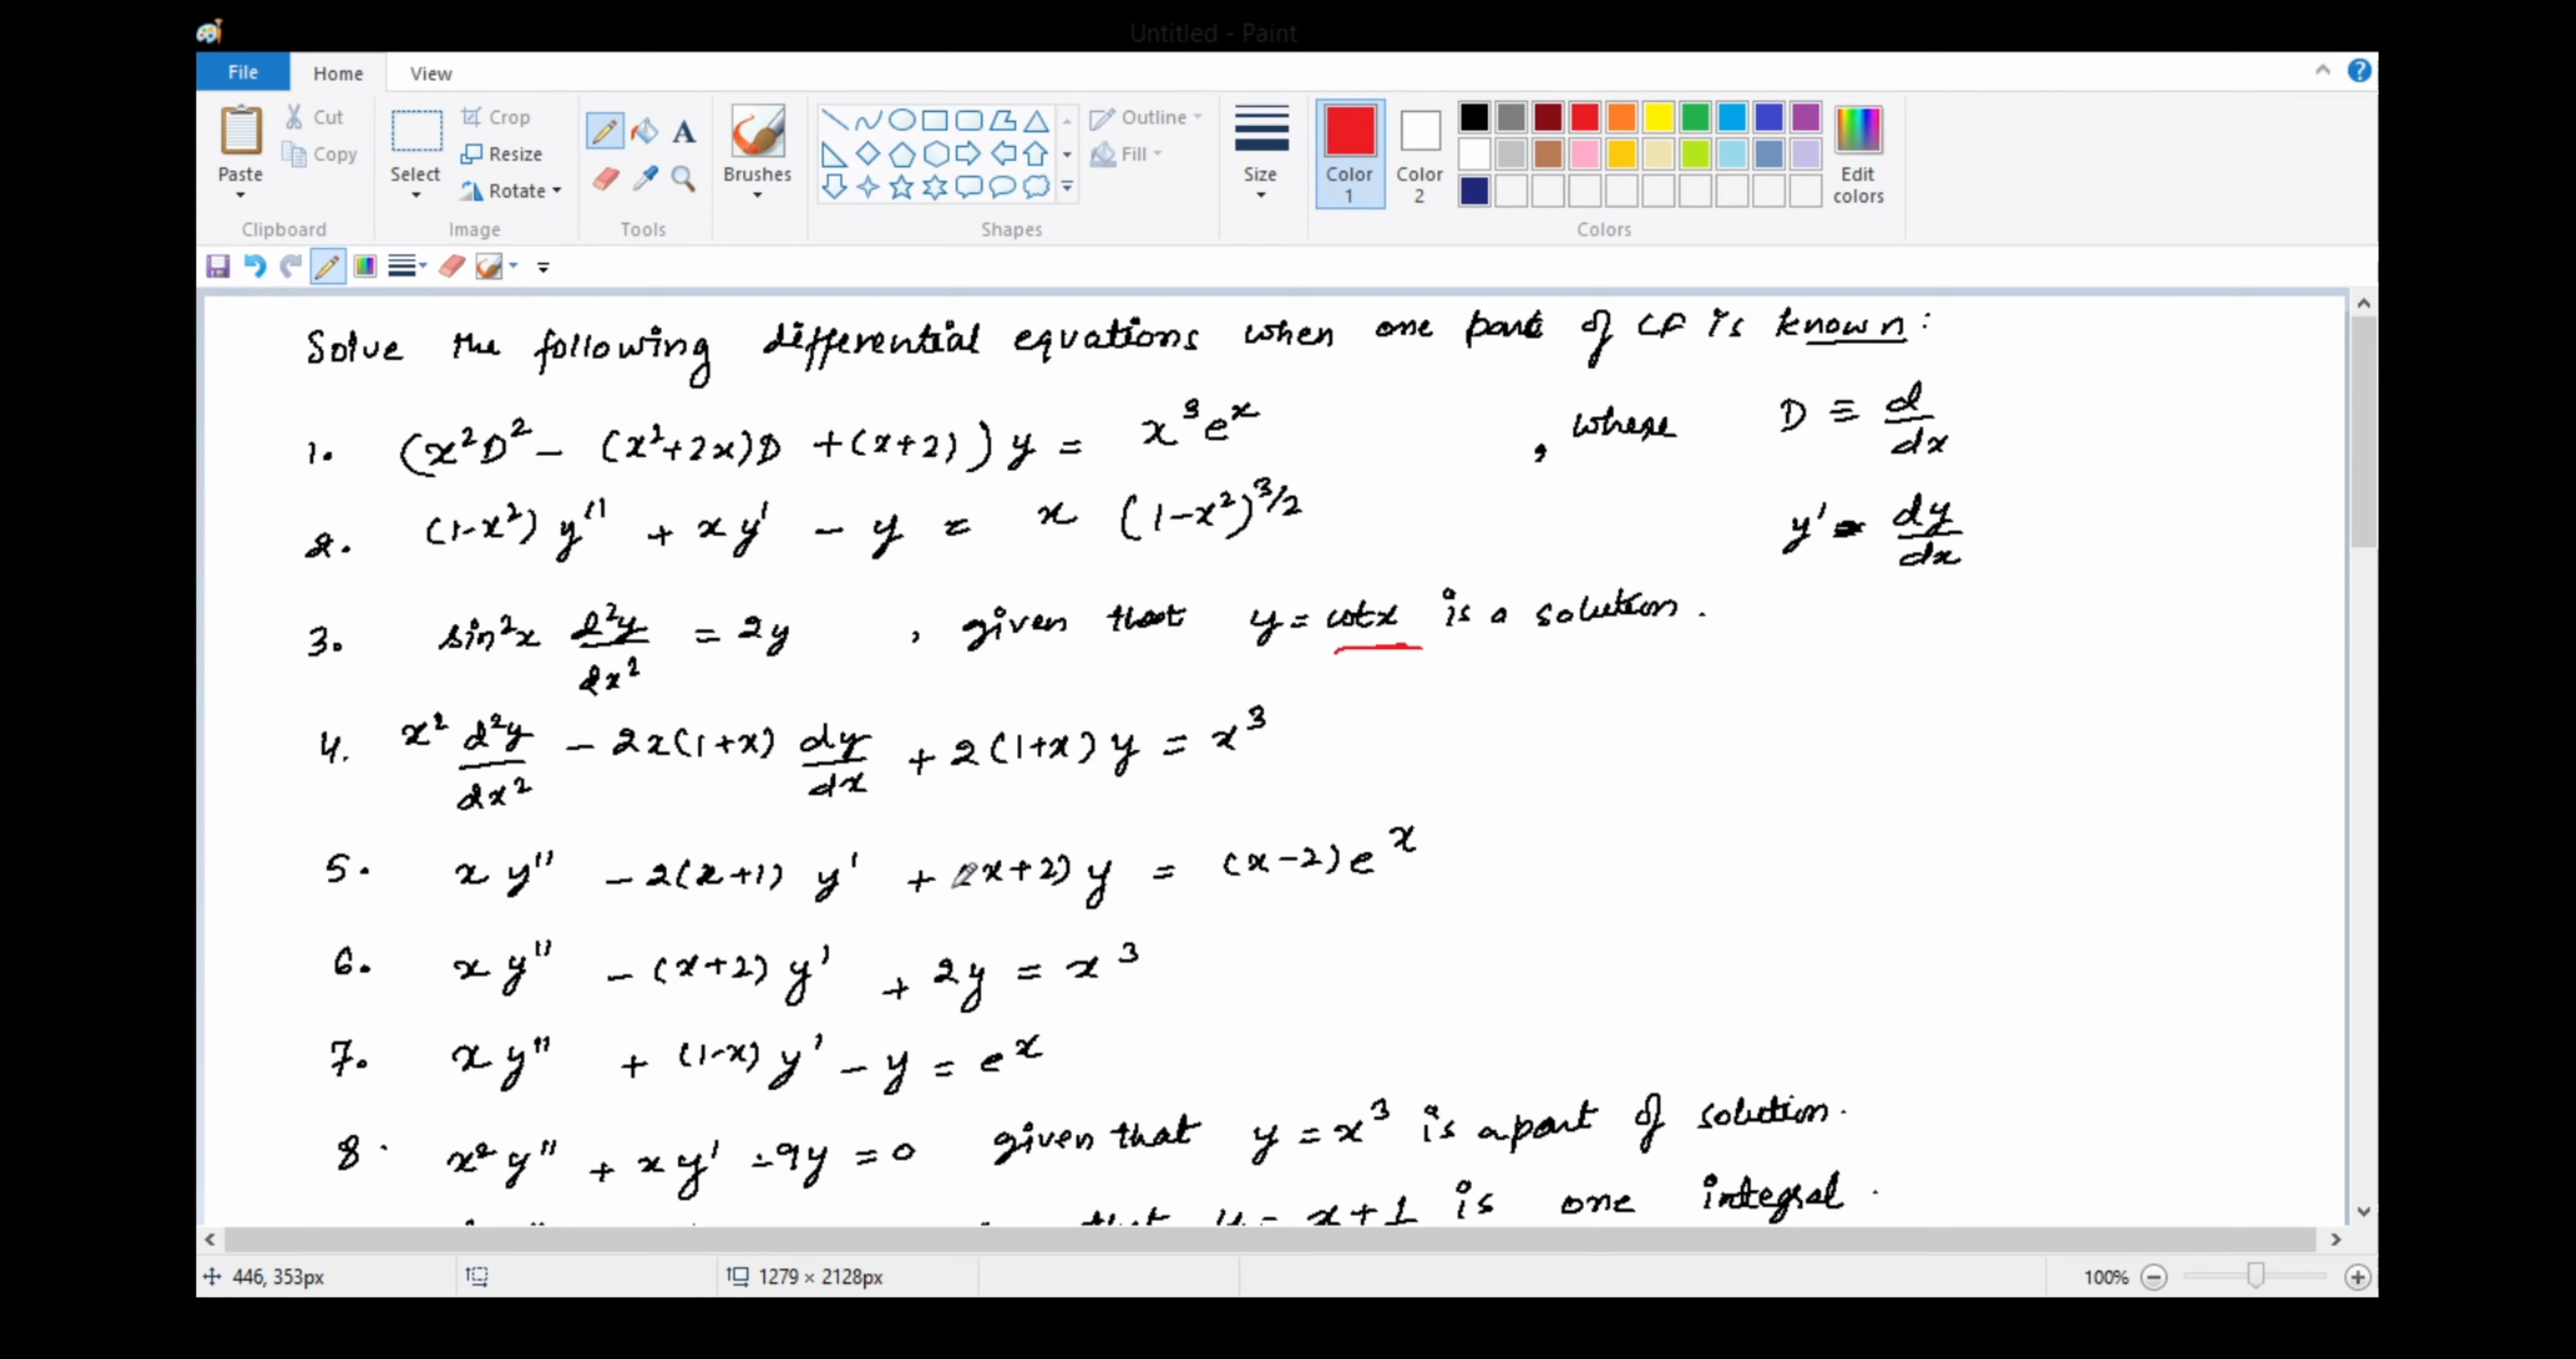 Untitled - Paint
File Home View
Cut
Crop
Outline
Copy
Resize
Fill
Paste Select Rotate Brushes Size Color 1 Color 2 Edit colors
Clipboard Image Tools Shapes Colors
Solve the following differential equations when one part of CF is known:
1. (x²D² - (x²+2x)D + (x+2)) y = x³eˣ , where D ≡ d/dx
2. (1-x²) y'' + x y' - y = x (1-x²)^3/2 y' = dy/dx
3. sin²x d²y/dx² = 2y , given that y = cotx is a solution.
4. x² d²y/dx² - 2x(1+x) dy/dx + 2(1+x) y = x³
5. x y'' - 2(x+1) y' + x+2) y = (x-2) eˣ
6. x y'' - (x+2) y' + 2y = x³
7. x y'' + (1-x) y' - y = eˣ
8. x² y'' + x y' - 9y = 0 given that y = x³ is a part of solution.
that y = x + 1 is one integral.
446, 353px 1279 × 2128px 100%